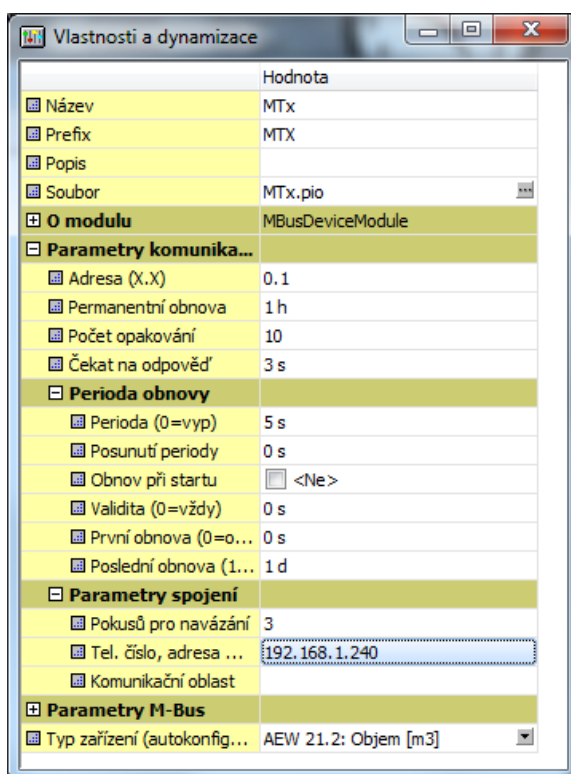 Vlastnosti a dynamizace
Hodnota
Název MTx
Prefix MTX
Popis
Soubor MTx.pio ...
O modulu MBusDeviceModule
Parametry komunika...
Adresa (X.X) 0.1
Permanentní obnova 1 h
Počet opakování 10
Čekat na odpověď 3 s
Perioda obnovy
Perioda (0=vyp) 5 s
Posunutí periody 0 s
Obnov při startu <Ne>
Validita (0=vždy) 0 s
První obnova (0=o... 0 s
Poslední obnova (1... 1 d
Parametry spojení
Pokusů pro navázání 3
Tel. číslo, adresa ... 192.168.1.240
Komunikační oblast
Parametry M-Bus
Typ zařízení (autokonfig... AEW 21.2: Objem [m3]